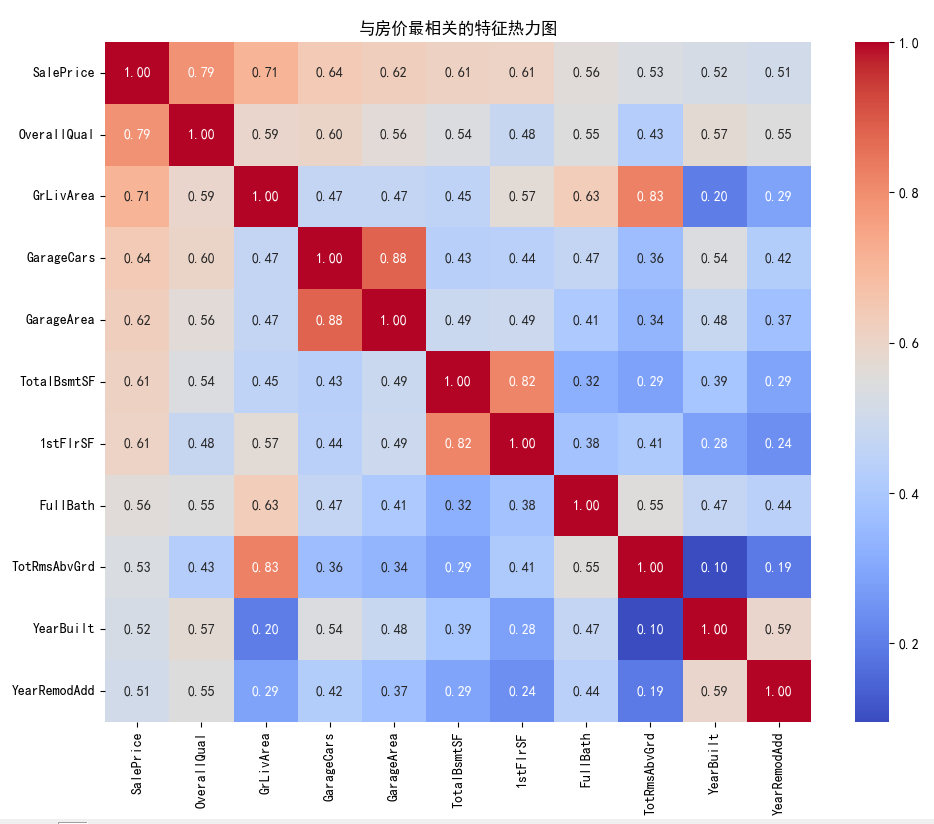 与房价最相关的特征热力图
SalePrice 1.00 0.79 0.71 0.64 0.62 0.61 0.61 0.56 0.53 0.52 0.51
OverallQual 0.79 1.00 0.59 0.60 0.56 0.54 0.48 0.55 0.43 0.57 0.55
GrLivArea 0.71 0.59 1.00 0.47 0.47 0.45 0.57 0.63 0.83 0.20 0.29
GarageCars 0.64 0.60 0.47 1.00 0.88 0.43 0.44 0.47 0.36 0.54 0.42
GarageArea 0.62 0.56 0.47 0.88 1.00 0.49 0.49 0.41 0.34 0.48 0.37
TotalBsmtSF 0.61 0.54 0.45 0.43 0.49 1.00 0.82 0.32 0.29 0.39 0.29
1stFlrSF 0.61 0.48 0.57 0.44 0.49 0.82 1.00 0.38 0.41 0.28 0.24
FullBath 0.56 0.55 0.63 0.47 0.41 0.32 0.38 1.00 0.55 0.47 0.44
TotRmsAbvGrd 0.53 0.43 0.83 0.36 0.34 0.29 0.41 0.55 1.00 0.10 0.19
YearBuilt 0.52 0.57 0.20 0.54 0.48 0.39 0.28 0.47 0.10 1.00 0.59
YearRemodAdd 0.51 0.55 0.29 0.42 0.37 0.29 0.24 0.44 0.19 0.59 1.00
SalePrice OverallQual GrLivArea GarageCars GarageArea TotalBsmtSF 1stFlrSF FullBath TotRmsAbvGrd YearBuilt YearRemodAdd
1.0
0.8
0.6
0.4
0.2